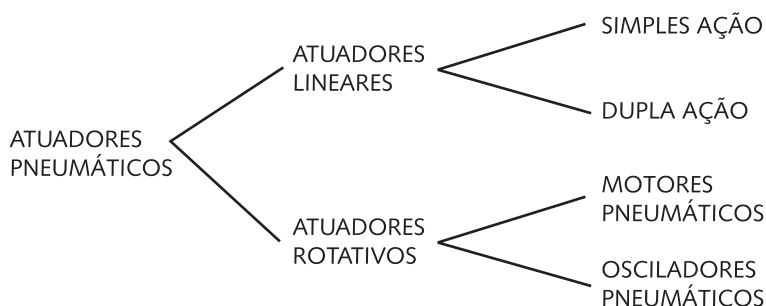 ATUADORES
PNEUMÁTICOS
ATUADORES
LINEARES
SIMPLES AÇÃO
DUPLA AÇÃO
ATUADORES
ROTATIVOS
MOTORES
PNEUMÁTICOS
OSCILADORES
PNEUMÁTICOS